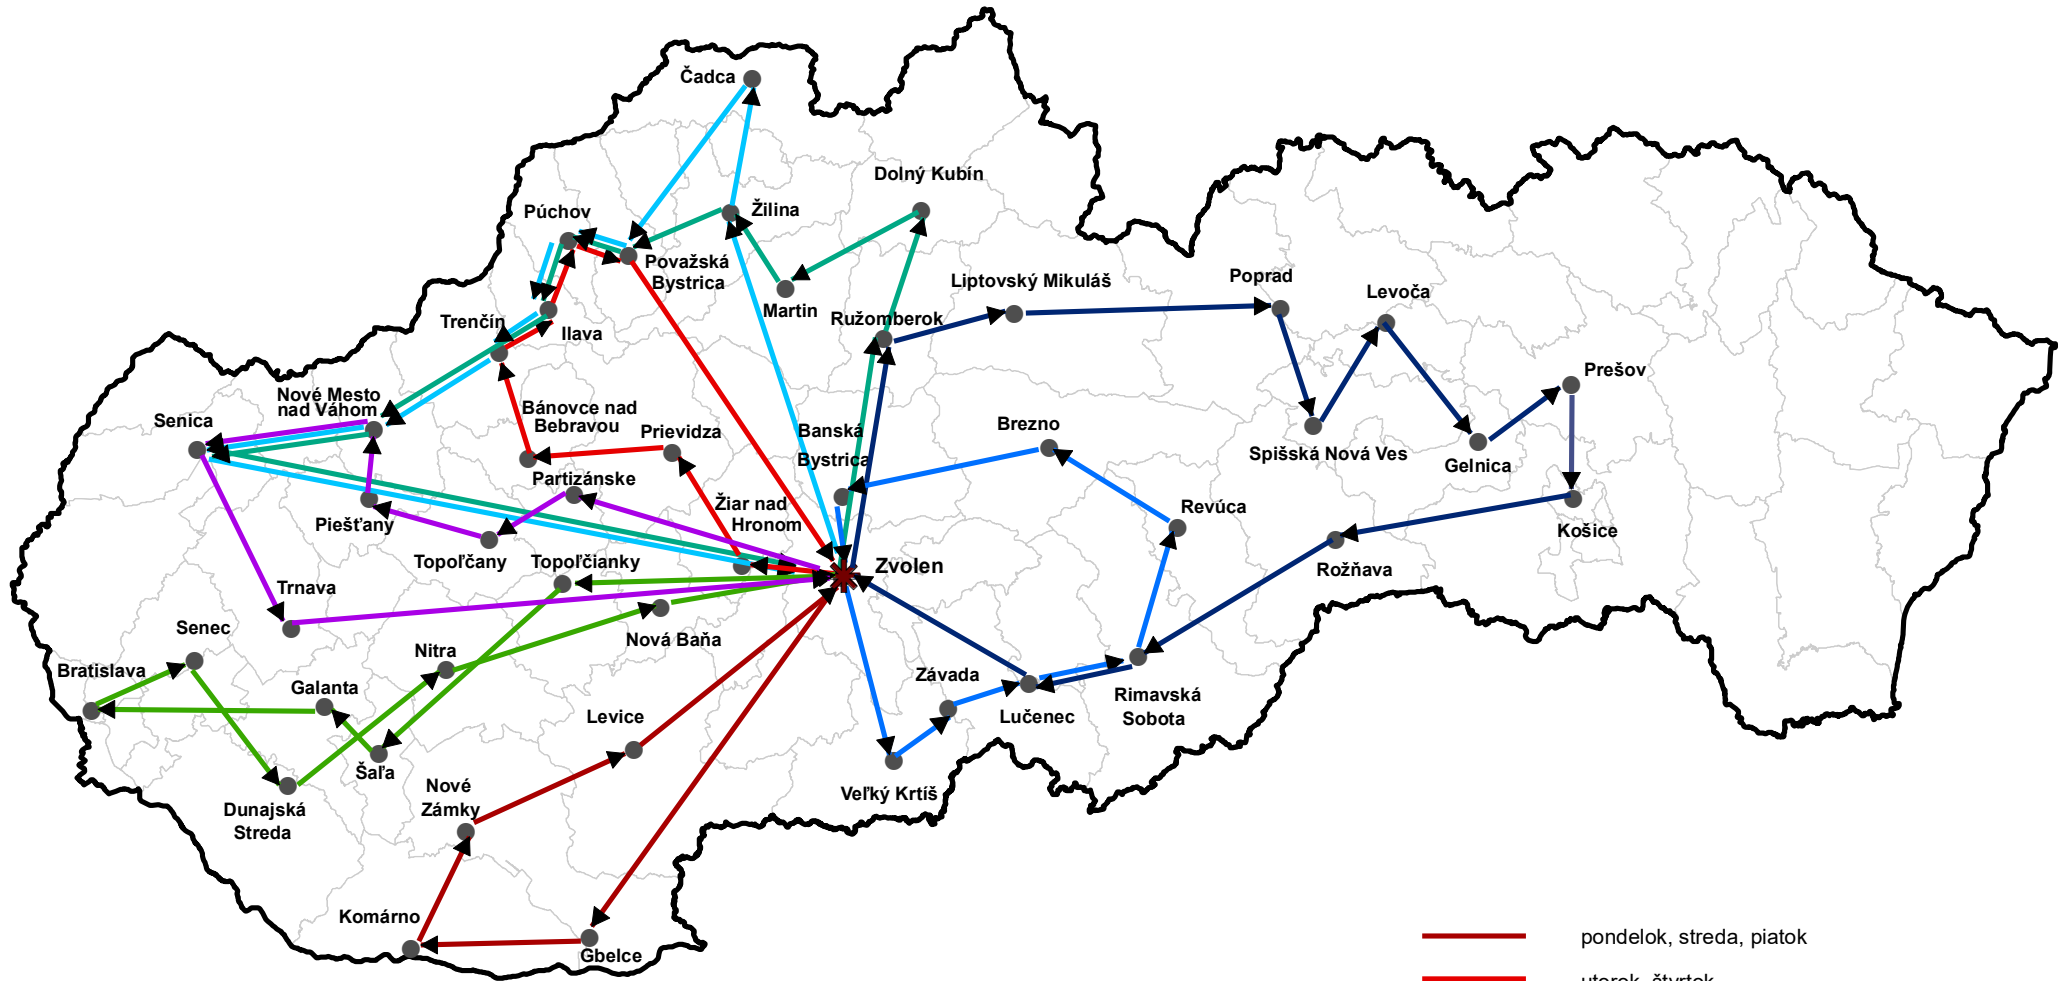 Čadca
Dolný Kubín
Púchov
Žilina
Považská
Bystrica
Martin
Liptovský Mikuláš
Ružomberok
Poprad
Levoča
Trenčín
Ilava
Prešov
Nové Mesto
nad Váhom
Senica
Bánovce nad
Bebravou
Prievidza
Banská
Bystrica
Brezno
Spišská Nová Ves
Gelnica
Partizánske
Žiar nad
Hronom
Revúca
Košice
Piešťany
Topoľčany
Topoľčianky
Zvolen
Rožňava
Trnava
Senec
Nová Baňa
Nitra
Bratislava
Galanta
Závada
Rimavská
Sobota
Levice
Lučenec
Šaľa
Nové
Zámky
Veľký Krtíš
Dunajská
Streda
Komárno
Gbelce
pondelok, streda, piatok
utorok, štvrtok